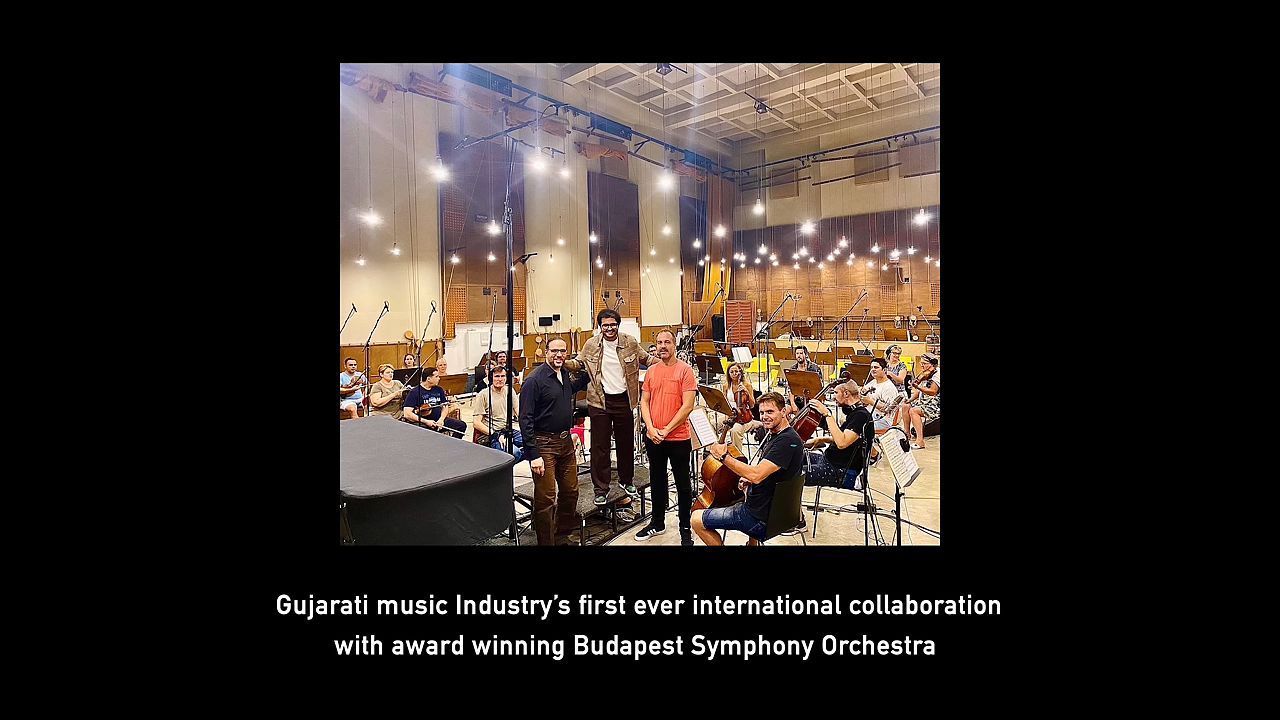 Gujarati music Industry’s first ever international collaboration
with award winning Budapest Symphony Orchestra